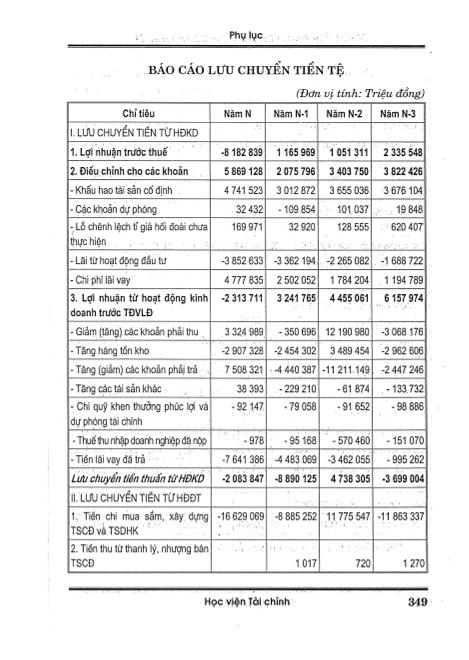 Phụ lục
BÁO CÁO LƯU CHUYỂN TIỀN TỆ
(Đơn vị tính: Triệu đồng)
Chỉ tiêu Năm N Năm N-1 Năm N-2 Năm N-3
I. LƯU CHUYỂN TIỀN TỪ HĐKD
1. Lợi nhuận trước thuế -8 182 839 1 165 969 1 051 311 2 335 548
2. Điều chỉnh cho các khoản 5 869 128 2 075 796 3 403 750 3 822 426
- Khấu hao tài sản cố định 4 741 523 3 012 872 3 655 036 3 676 104
- Các khoản dự phòng 32 432 - 109 854 101 037 19 848
- Lỗ chênh lệch tỉ giá hối đoái chưa
thực hiện 169 971 32 920 128 555 620 407
-Lãi từ hoạt động đầu tư -3 852 633 -3 362 194 -2 265 082 -1 688 722
- Chi phí lãi vay 4 777 835 2 502 052 1 784 204 1 194 789
3. Lợi nhuận từ hoạt động kinh
doanh trước TĐVLĐ -2 313 711 3 241 765 4 455 061 6 157 974
- Giảm (tăng) các khoản phải thu 3 324 989 - 350 696 12 190 980 -3 068 176
- Tăng hàng tồn kho -2 907 328 -2 454 302 3 489 454 -2 962 606
- Tăng (giảm) các khoản phải trả 7 508 321 -4 440 387 -11 211 149 -2 447 246
- Tăng các tài sản khác 38 393 - 229 210 - 61 874 - 133 732
- Chi quỹ khen thưởng phúc lợi và
dự phòng tài chính - 92 147 - 79 058 - 91 652 - 98 886
- Thuế thu nhập doanh nghiệp đã nộp - 978 - 95 168 - 570 460 - 151 070
- Tiền lãi vay đã trả -7 641 386 -4 483 069 -3 462 055 - 995 262
Lưu chuyển tiền thuần từ HĐKD -2 083 847 -8 890 125 4 738 305 -3 699 004
II. LƯU CHUYỂN TIỀN TỪ HĐĐT
1. Tiền chi mua sắm, xây dựng
TSCĐ và TSDHK -16 629 069 -8 885 252 11 775 547 -11 863 337
2. Tiền thu từ thanh lý, nhượng bán
TSCĐ 1 017 720 1 270
Học viện Tài chính 349